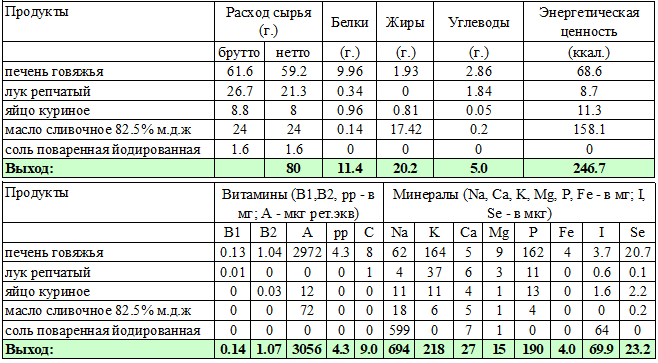 Продукты Расход сырья (г.) Белки Жиры Углеводы Энергетическая ценность
брутто нетто (г.) (г.) (г.) (ккал.)
печень говяжья 61.6 59.2 9.96 1.93 2.86 68.6
лук репчатый 26.7 21.3 0.34 0 1.84 8.7
яйцо куриное 8.8 8 0.96 0.81 0.05 11.3
масло сливочное 82.5% м.д.ж 24 24 0.14 17.42 0.2 158.1
соль поваренная йодированная 1.6 1.6 0 0 0 0
Выход: 80 11.4 20.2 5.0 246.7
Продукты Витамины (B1,B2, pp - в мг; A - мкг рет.экв) Минералы (Na, Ca, K, Mg, P, Fe - в мг; I, Se - в мкг)
B1 B2 A pp C Na K Ca Mg P Fe I Se
печень говяжья 0.13 1.04 2972 4.3 8 62 164 5 9 162 4 3.7 20.7
лук репчатый 0.01 0 0 0 1 4 37 6 3 11 0 0.6 0.1
яйцо куриное 0 0.03 12 0 0 11 11 4 1 13 0 1.6 2.2
масло сливочное 82.5% м.д.ж 0 0 72 0 0 18 6 5 1 4 0 0 0.2
соль поваренная йодированная 0 0 0 0 0 599 0 7 1 0 0 64 0
Выход: 0.14 1.07 3056 4.3 9.0 694 218 27 15 190 4.0 69.9 23.2